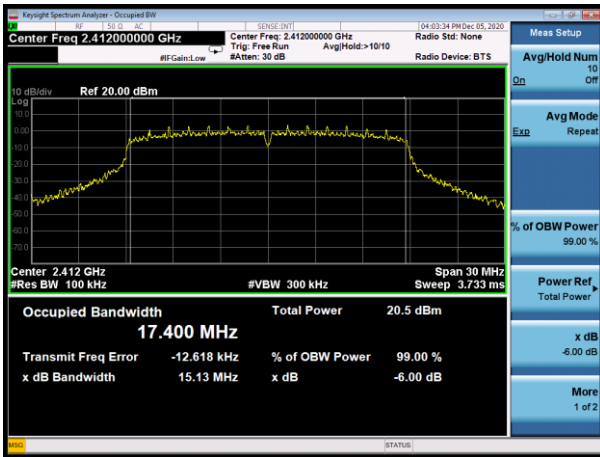 Keysight Spectrum Analyzer - Occupied BW
RF 50 Ω AC SENSE:INT 04:03:34 PM Dec 05, 2020
Center Freq 2.412000000 GHz Center Freq: 2.412000000 GHz Radio Std: None
Trig: Free Run Avg|Hold:>10/10
#IFGain:Low #Atten: 30 dB Radio Device: BTS
10 dB/div Ref 20.00 dBm
Log
10.0
0.00
-10.0
-20.0
-30.0
-40.0
-50.0
-60.0
-70.0
Center 2.412 GHz Span 30 MHz
#Res BW 100 kHz #VBW 300 kHz Sweep 3.733 ms
Occupied Bandwidth Total Power 20.5 dBm
17.400 MHz
Transmit Freq Error -12.618 kHz % of OBW Power 99.00 %
x dB Bandwidth 15.13 MHz x dB -6.00 dB
MSG STATUS
Meas Setup
Avg/Hold Num
10
On Off
Avg Mode
Exp Repeat
% of OBW Power
99.00 %
Power Ref
Total Power
x dB
-6.00 dB
More
1 of 2